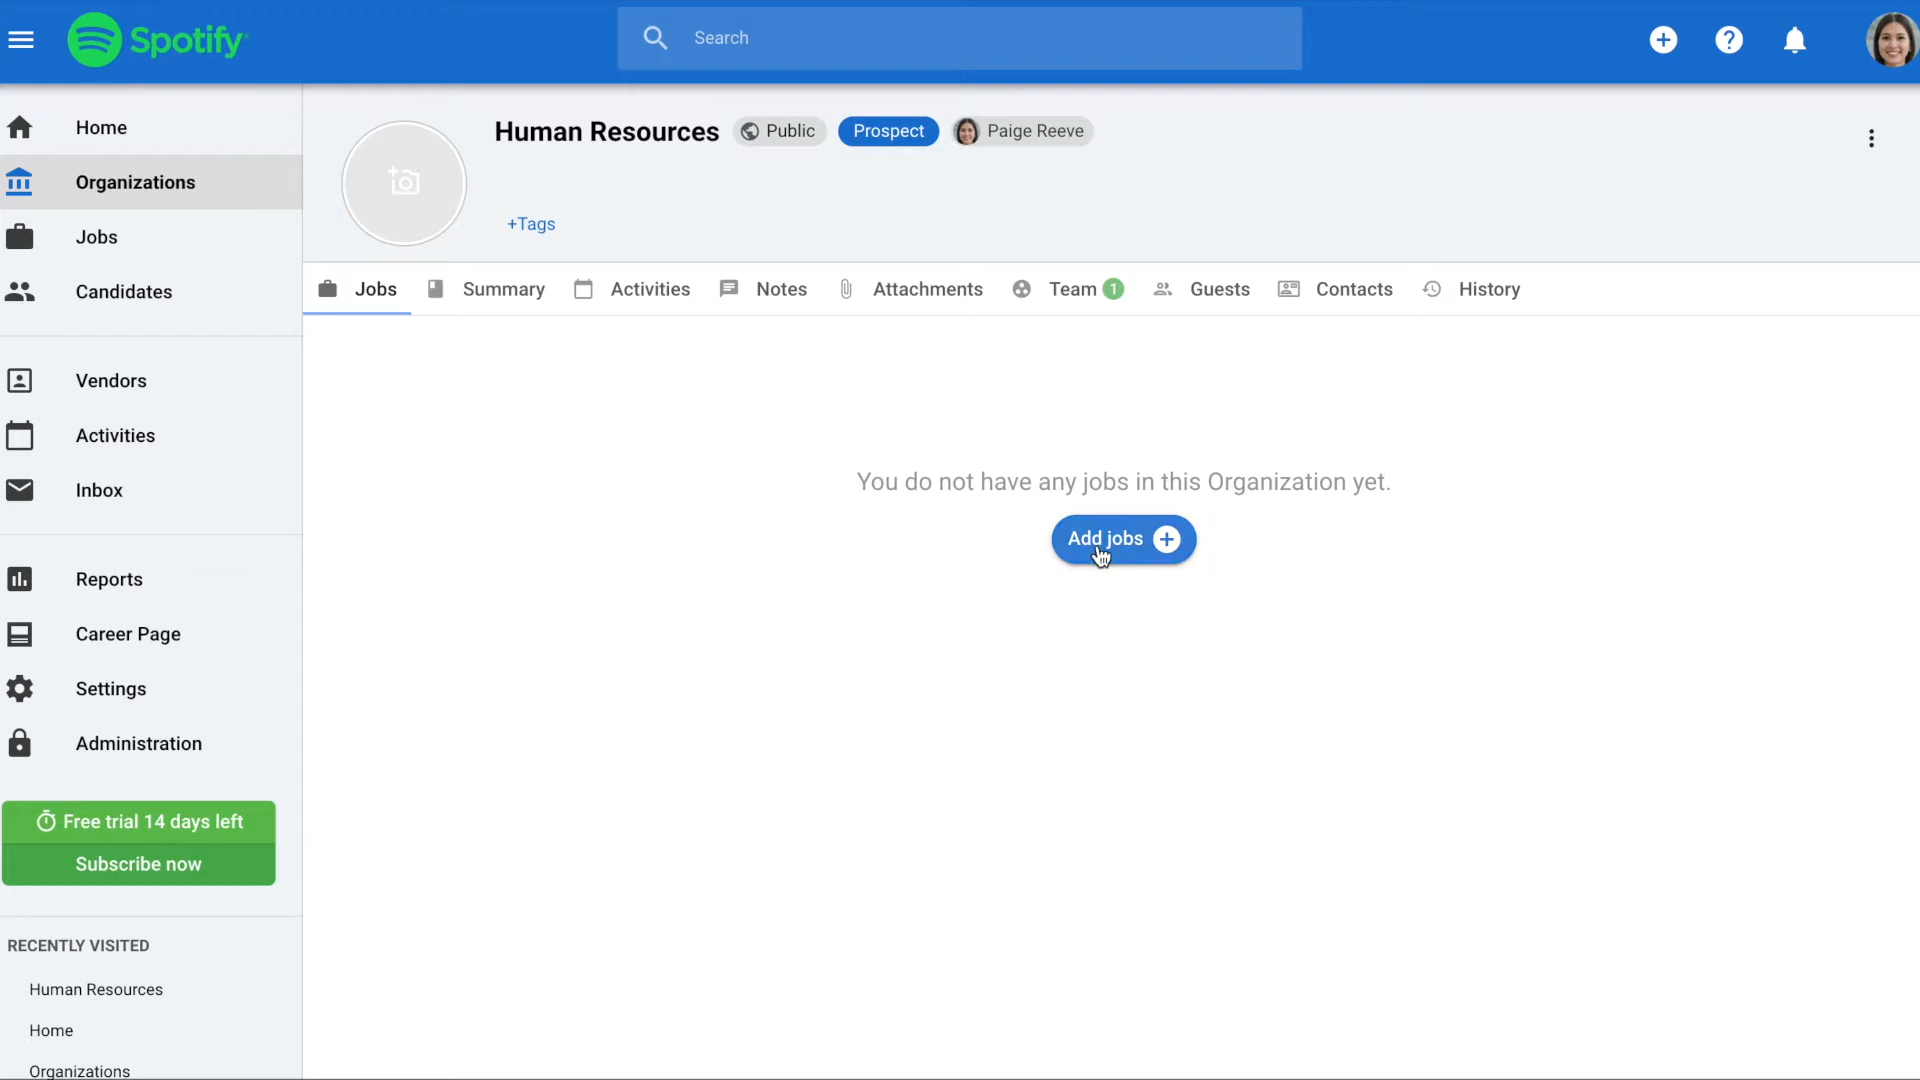 Spotify
Search
Home
Organizations
Jobs
Candidates
Vendors
Activities
Inbox
Reports
Career Page
Settings
Administration
Free trial 14 days left
Subscribe now
RECENTLY VISITED
Human Resources
Home
Organizations
Human Resources Public Prospect Paige Reeve
+Tags
Jobs Summary Activities Notes Attachments Team 1 Guests Contacts History
You do not have any jobs in this Organization yet.
Add jobs